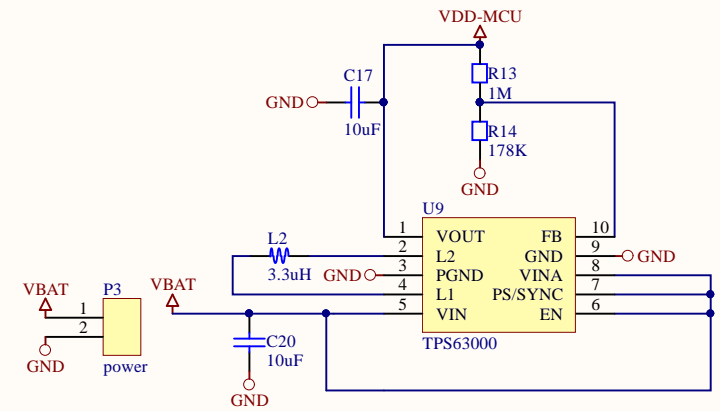 VDD-MCU
C17
R13
GND
1M
10uF
R14
178K
GND
U9
1
VOUT
FB
10
L2
2
L2
GND
9
GND
3.3uH
GND
3
PGND
VINA
8
VBAT
P3
VBAT
4
L1
PS/SYNC
7
1
5
VIN
EN
6
2
C20
TPS63000
GND
power
10uF
GND